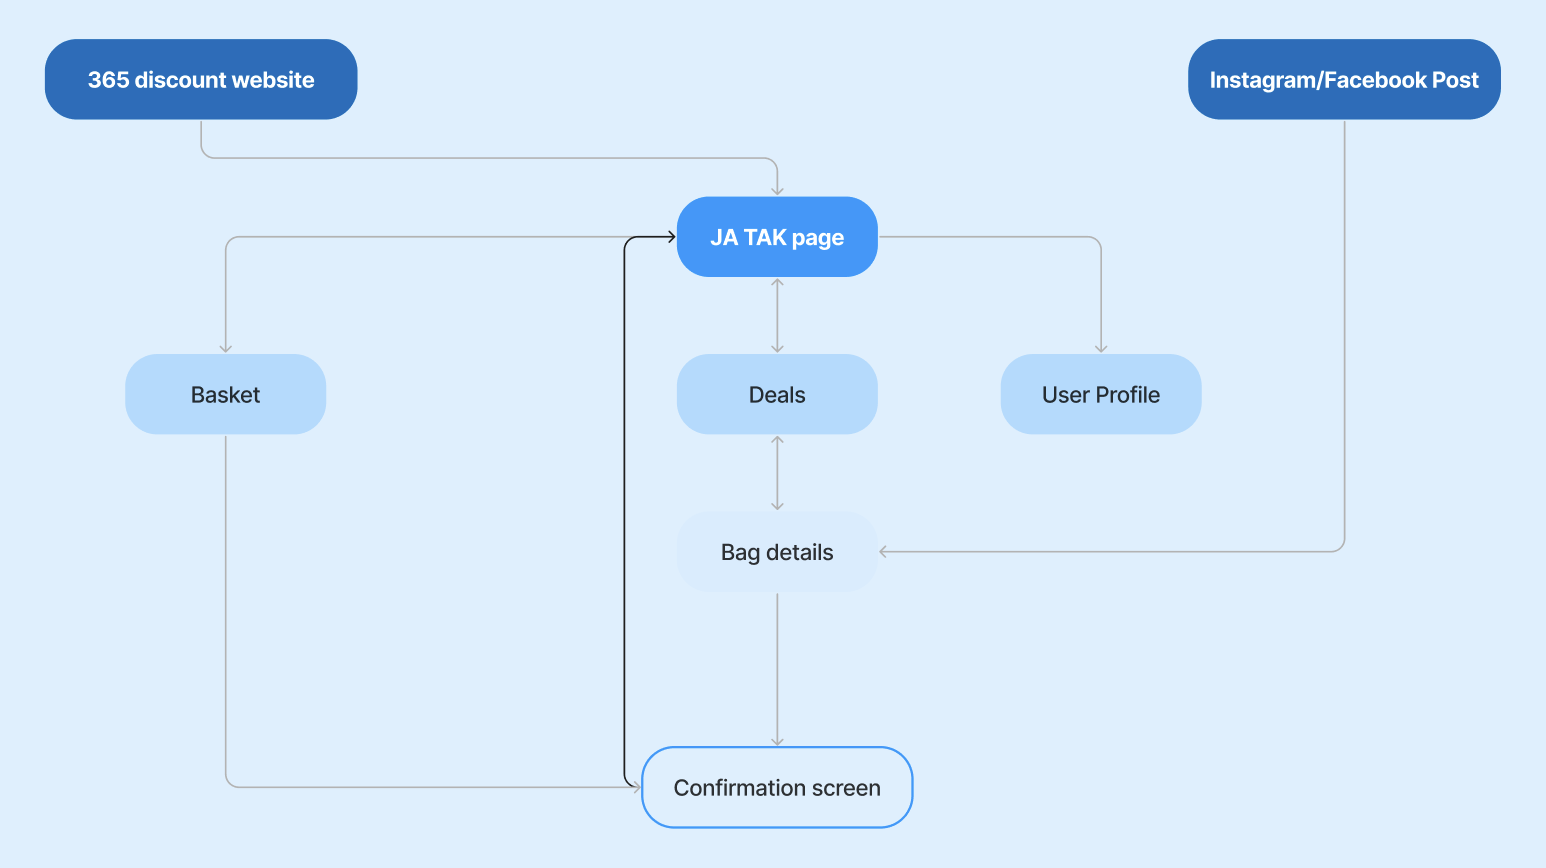 365 discount website
Instagram/Facebook Post
JA TAK page
Basket
Deals
User Profile
Bag details
Confirmation screen